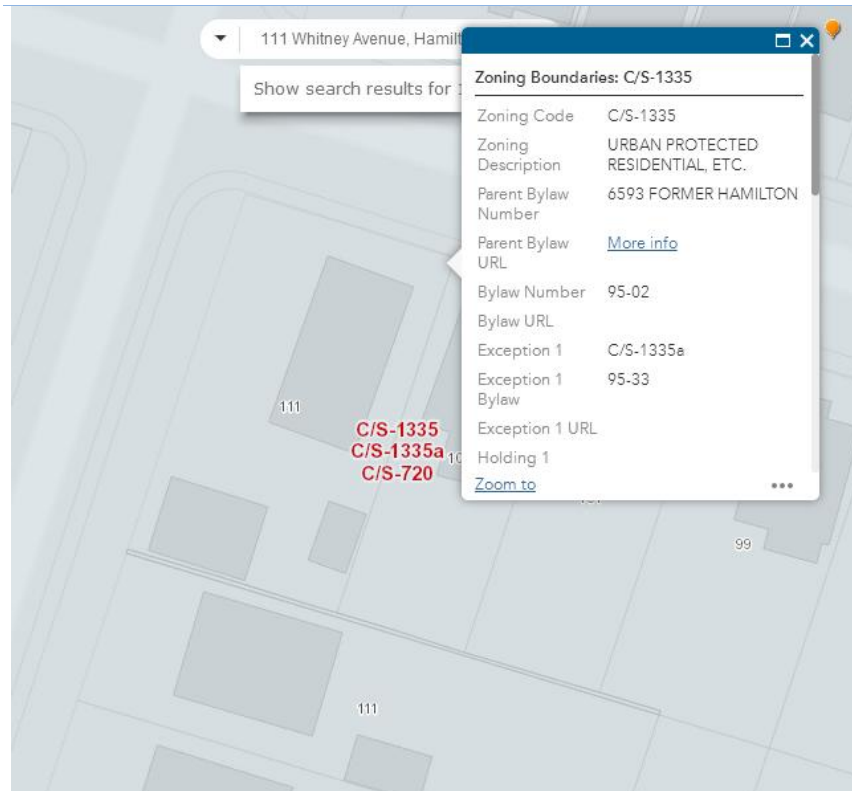 111 Whitney Avenue, Hamilt
Show search results for
Zoning Boundaries: C/S-1335
Zoning Code C/S-1335
Zoning Description URBAN PROTECTED RESIDENTIAL, ETC.
Parent Bylaw Number 6593 FORMER HAMILTON
Parent Bylaw URL More info
Bylaw Number 95-02
Bylaw URL
Exception 1 C/S-1335a
Exception 1 Bylaw 95-33
Exception 1 URL
Holding 1
Zoom to
111
C/S-1335
C/S-1335a
C/S-720
99
111